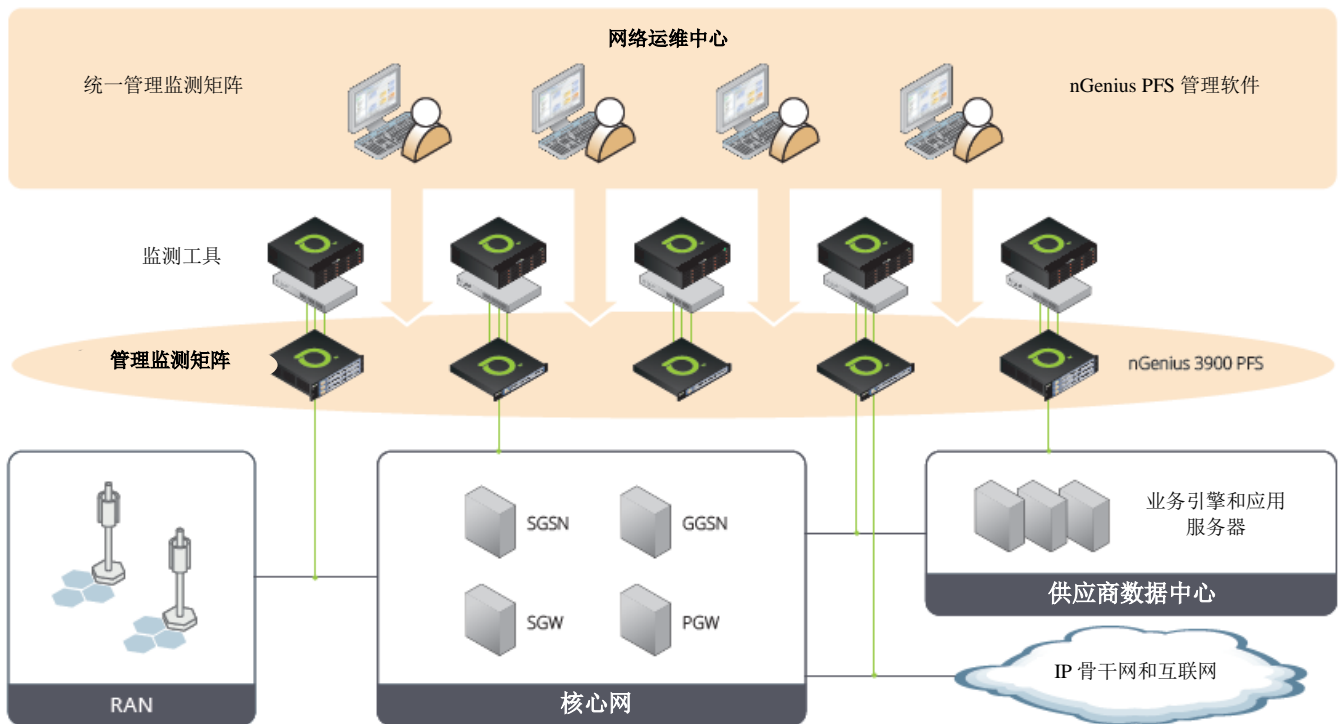 网络运维中心
统一管理监测矩阵
nGenius PFS 管理软件
监测工具
管理监测矩阵
nGenius 3900 PFS
SGSN
GGSN
业务引擎和应用
服务器
供应商数据中心
SGW
PGW
IP 骨干网和互联网
RAN
核心网